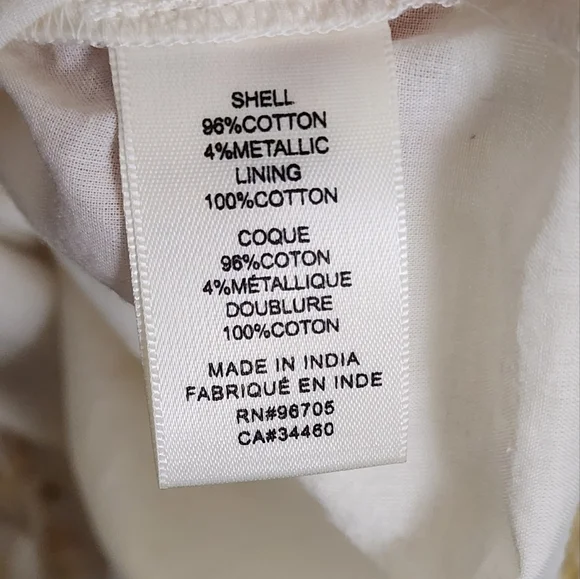 SHELL
96%COTTON
4%METALLIC
LINING
100%COTTON
COQUE
96%COTON
4%MÉTALLIQUE
DOUBLURE
100%COTON
MADE IN INDIA
FABRIQUÉ EN INDE
RN#96705
CA#34460